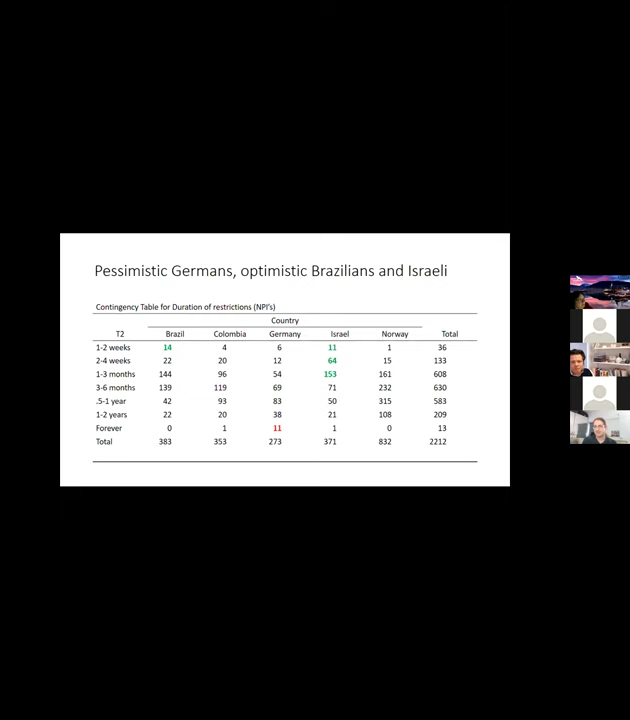 Pessimistic Germans, optimistic Brazilians and Israeli
Contingency Table for Duration of restrictions (NPI's)
Country
T2 Brazil Colombia Germany Israel Norway Total
1-2 weeks 14 4 6 11 1 36
2-4 weeks 22 20 12 64 15 133
1-3 months 144 96 54 153 161 608
3-6 months 139 119 69 71 232 630
.5-1 year 42 93 83 50 315 583
1-2 years 22 20 38 21 108 209
Forever 0 1 11 1 0 13
Total 383 353 273 371 832 2212